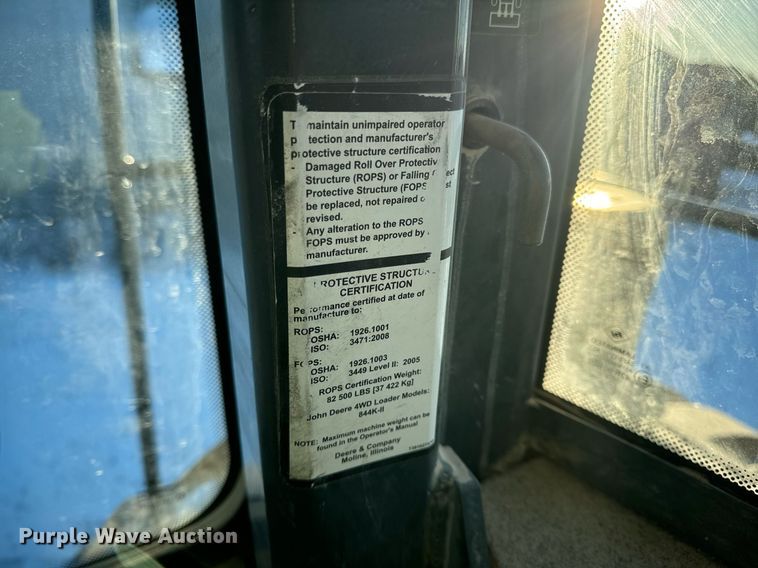 maintain unimpaired operator
and manufacturer's
protective structure certification
- Damaged Roll Over Protective
Structure (ROPS) or Falling
Protective Structure (FOPS
be replaced, not repaired
revised.
- Any alteration to the ROPS
FOPS must be approved by
manufacturer.
PROTECTIVE STRUCTU
CERTIFICATION
Performance certified at date of
manufacture to:
ROPS:
OSHA: 1926.1001
ISO: 3471:2008
FOPS:
OSHA: 1926.1003
ISO: 3449 Level II: 2005
ROPS Certification Weight:
82 500 LBS [37 422 Kg]
John Deere 4WD Loader Models:
844K-II
NOTE: Maximum machine weight can be
found in the Operator's Manual
Deere & Company
Moline, Illinois
Purple Wave Auction